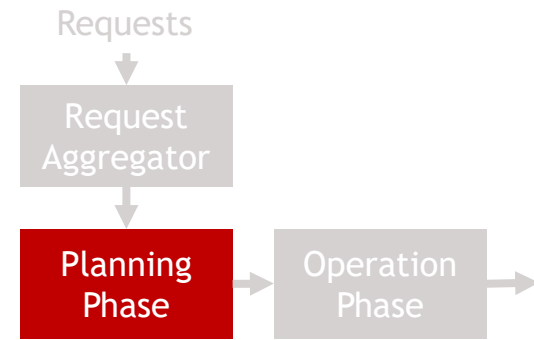 Requests
Request
Aggregator
Planning
Phase
Operation
Phase